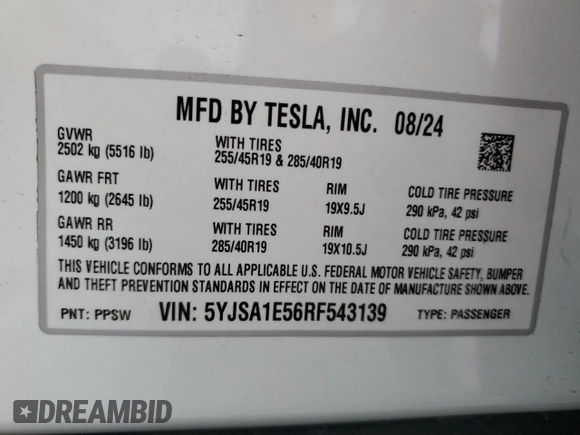 MFD BY TESLA, INC. 08/24
GVWR
2502 kg (5516 lb)
WITH TIRES
255/45R19 & 285/40R19
GAWR FRT
1200 kg (2645 lb)
WITH TIRES
255/45R19
RIM
19X9.5J
COLD TIRE PRESSURE
290 kPa, 42 psi
GAWR RR
1450 kg (3196 lb)
WITH TIRES
285/40R19
RIM
19X10.5J
COLD TIRE PRESSURE
290 kPa, 42 psi
THIS VEHICLE CONFORMS TO ALL APPLICABLE U.S. FEDERAL MOTOR VEHICLE SAFETY, BUMPER
AND THEFT PREVENTION STANDARDS IN EFFECT ON THE DATE OF MANUFACTURE SHOWN ABOVE.
PNT: PPSW VIN: 5YJSA1E56RF543139 TYPE: PASSENGER
DREAMBID